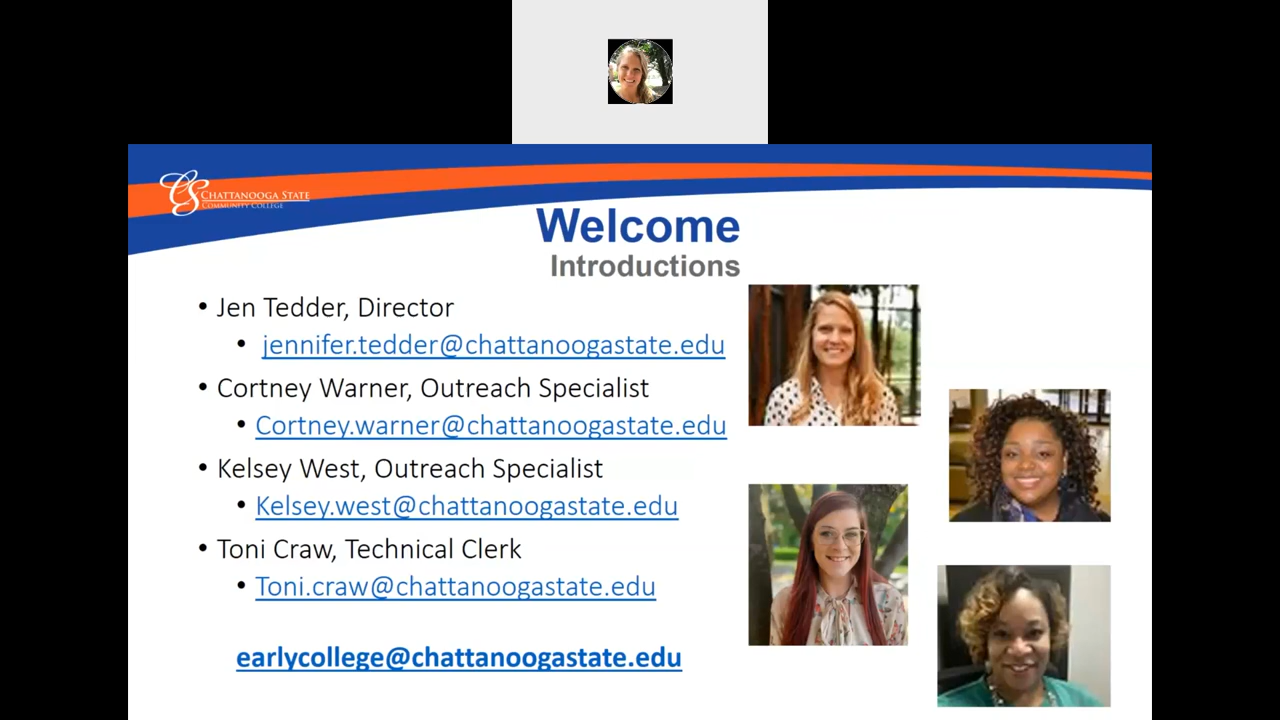 CHATTANOOGA STATE
COMMUNITY COLLEGE
Welcome
Introductions
• Jen Tedder, Director
• jennifer.tedder@chattanoogastate.edu
• Cortney Warner, Outreach Specialist
• Cortney.warner@chattanoogastate.edu
• Kelsey West, Outreach Specialist
• Kelsey.west@chattanoogastate.edu
• Toni Craw, Technical Clerk
• Toni.craw@chattanoogastate.edu
earlycollege@chattanoogastate.edu